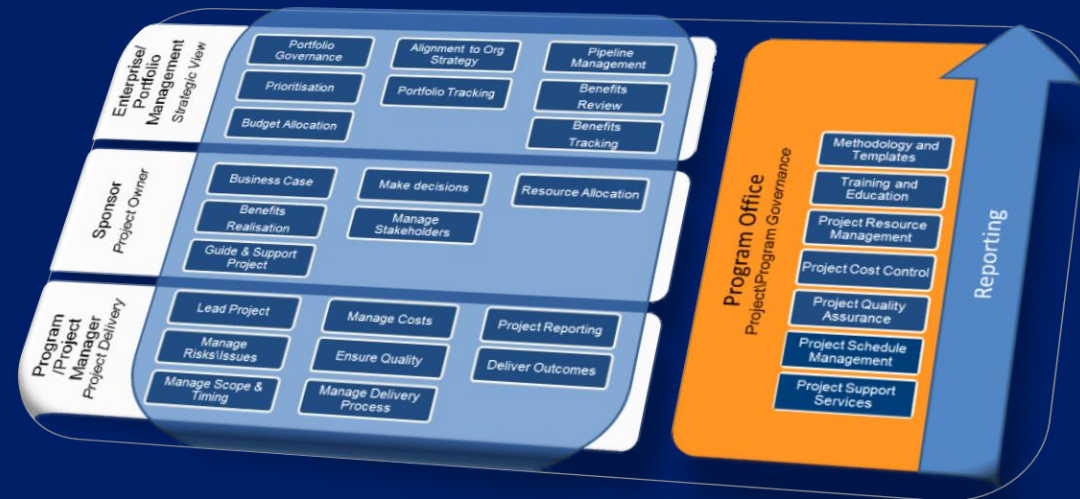 Enterprise/
Portfolio
Management
Strategic View
Portfolio
Governance
Alignment to Org
Strategy
Pipeline
Management
Prioritisation
Portfolio Tracking
Benefits
Review
Budget Allocation
Benefits
Tracking
Sponsor
Project Owner
Business Case
Make decisions
Resource Allocation
Benefits
Realisation
Manage
Stakeholders
Guide & Support
Project
Program
/Project
Manager
Project Delivery
Lead Project
Manage Costs
Project Reporting
Manage
Risks\Issues
Ensure Quality
Deliver Outcomes
Manage Scope &
Timing
Manage Delivery
Process
Program Office
Project\Program Governance
Methodology and
Templates
Training and
Education
Project Resource
Management
Project Cost Control
Project Quality
Assurance
Project Schedule
Management
Project Support
Services
Reporting